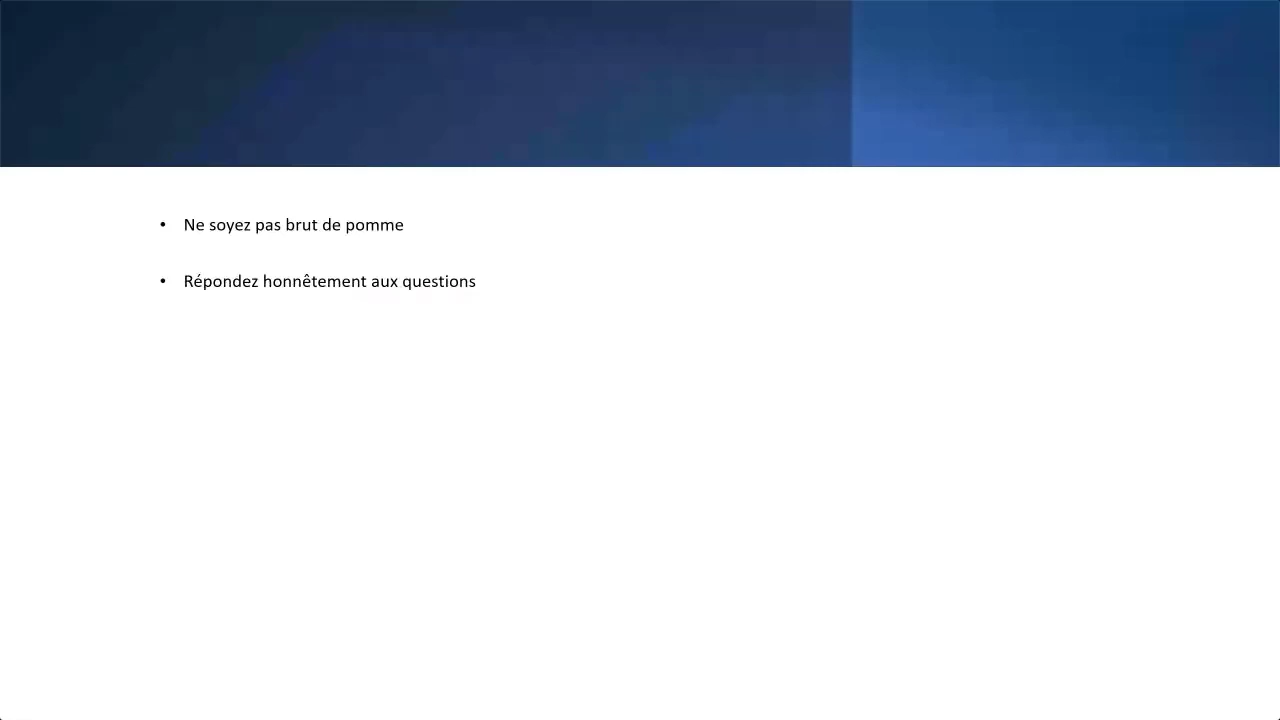 • Ne soyez pas brut de pomme
• Répondez honnêtement aux questions